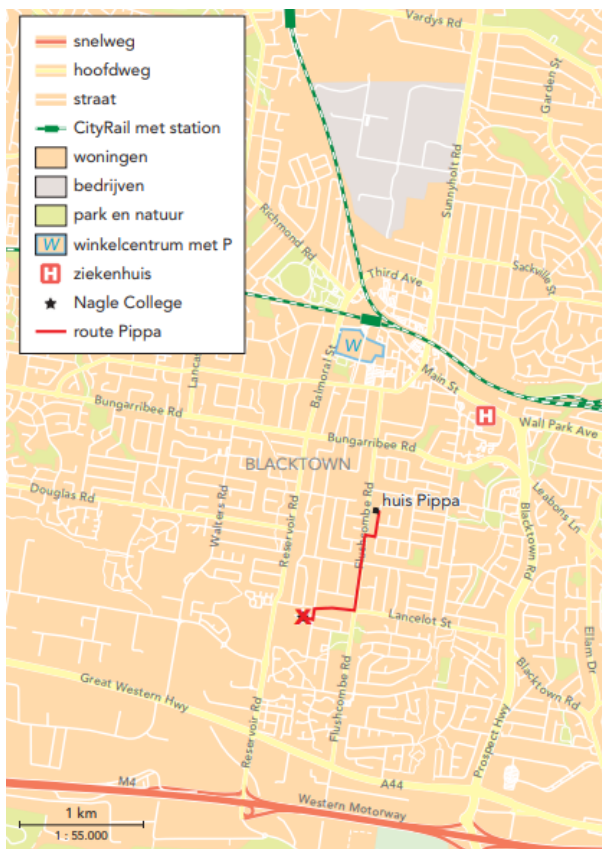 snelweg
hoofdweg
straat
CityRail met station
woningen
bedrijven
park en natuur
W winkelcentrum met P
H ziekenhuis
Nagle College
route Pippa
Vardys Rd
Garden St
Sunnyholt Rd
Richmond Rd
Third Ave
Sackville St
W
Balmoral St
Lancas
Main St
H
Wall Park Ave
Bungarribee Rd
Bungarribee Rd
BLACKTOWN
Leabons Ln
Douglas Rd
Walters Rd
Reservoir Rd
Flushcombe Rd
huis Pippa
Blacktown Rd
Lancelot St
Ellam Dr
Blacktown Rd
Great Western Hwy
Flushcombe Rd
Reservoir Rd
Prospect Hwy
M4
A44
Western Motorway
1 km
1 : 55.000